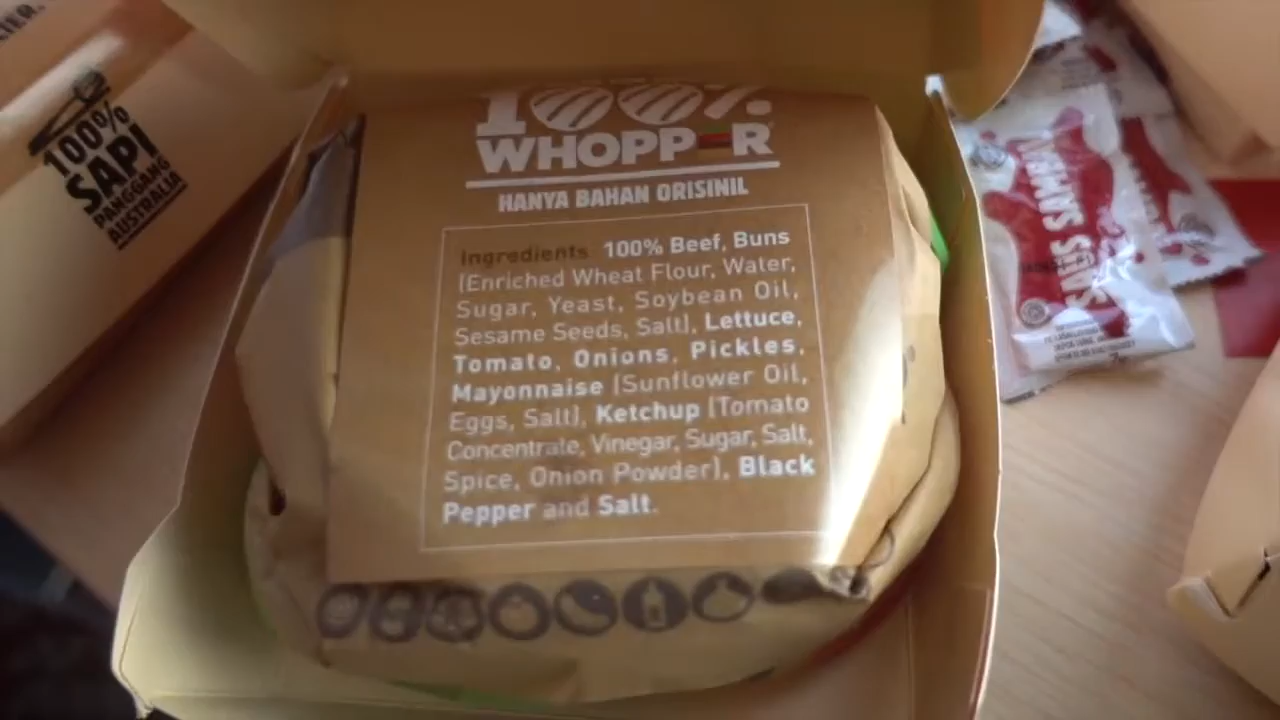 100%
SAPI
PANGGANG
AUSTRALIA
100%
WHOPPER
HANYA BAHAN ORISINIL
Ingredients 100% Beef, Buns
(Enriched Wheat Flour, Water,
Sugar, Yeast, Soybean Oil,
Sesame Seeds, Salt), Lettuce,
Tomato, Onions, Pickles,
Mayonnaise (Sunflower Oil,
Eggs, Salt), Ketchup (Tomato
Concentrate, Vinegar, Sugar, Salt,
Spice, Onion Powder), Black
Pepper and Salt.
SAUS SAMBAL